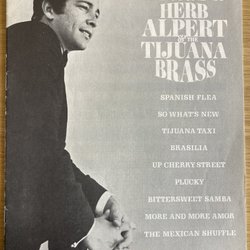 HERB
ALPERT
& THE
TIJUANA
BRASS
SPANISH FLEA
SO WHAT'S NEW
TIJUANA TAXI
BRASILIA
UP CHERRY STREET
PLUCKY
BITTERSWEET SAMBA
MORE AND MORE AMOR
THE MEXICAN SHUFFLE